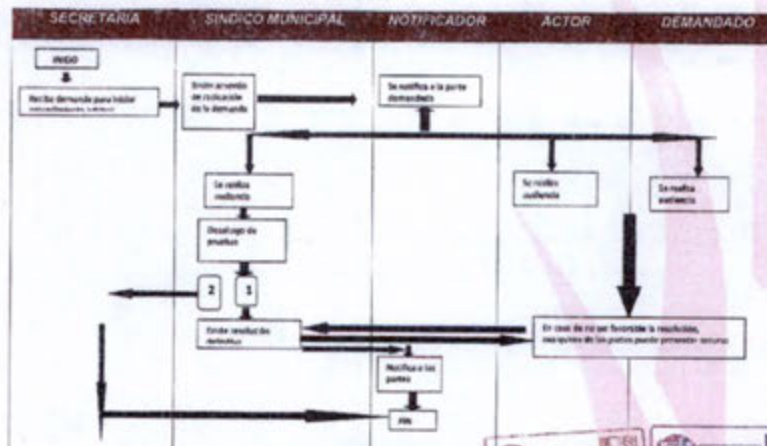 SECRETARIA
SINDICO MUNICIPAL
NOTIFICADOR
ACTOR
DEMANDADO
INICIO
Recibe demanda para iniciar
Emite acuerdo
de radicación
de la demanda
Se notifica a la parte
demandada
Se realiza
audiencia
Se realiza
audiencia
Se realiza
audiencia
Desahogo de
pruebas
2
1
Emite resolución
definitiva
En caso de no ser favorable la resolución,
cualquiera de las partes puede promover recurso
Notifica a las
partes
FIN